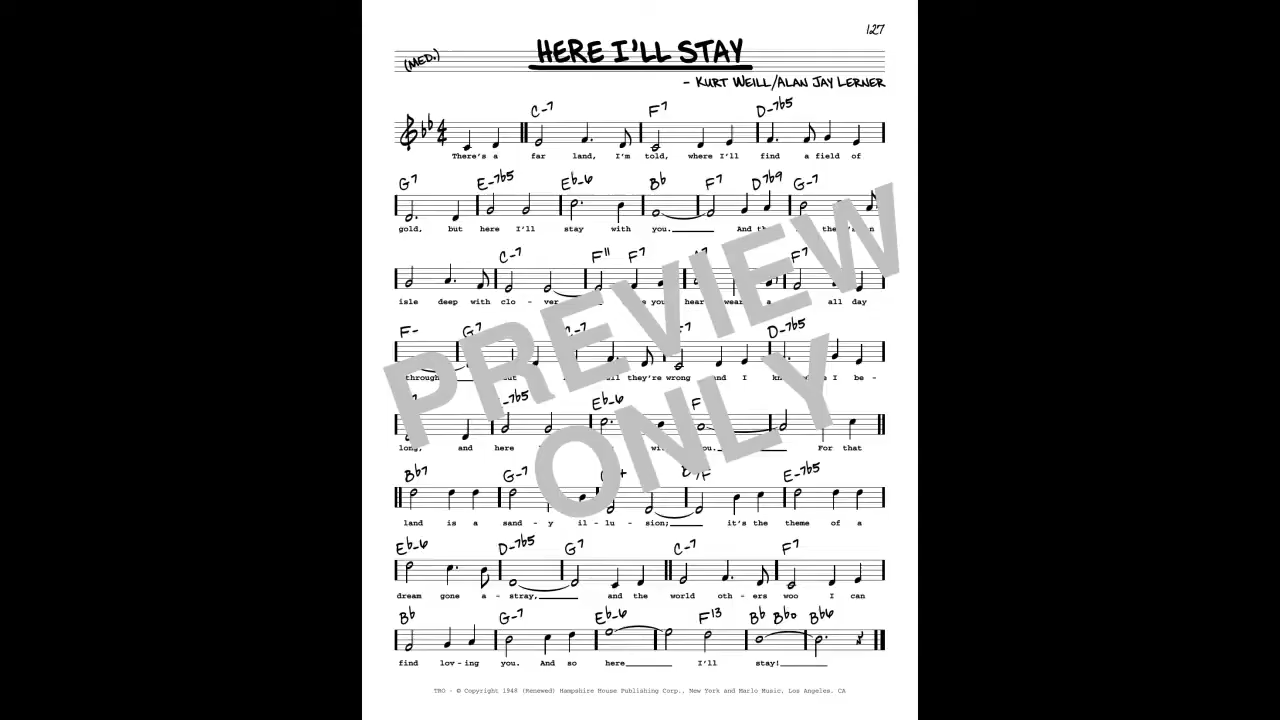 127
HERE I'LL STAY
(MED.)
- KURT WEILL/ALAN JAY LERNER
C-7 F7 D-7b5
There's a far land, I'm told, where I'll find a field of
G7 E-7b5 Eb-6 Bb F7 D7b9 G-7
gold, but here I'll stay with you. And
C-7 F11 F7 F7
isle deep with clo - ver all day
F- G7 F7 D-7b5
through they're wrong and I I be -
Eb-6 F
long, and here For that
Bb7 G-7 E-7b5
land is a sand - y il - lu - sion; it's the theme of a
Eb-6 D-7b5 G7 C-7 F7
dream gone a - stray, and the world oth - ers woo I can
Bb G-7 Eb-6 F13 Bb Bbo Bb6
find lov - ing you. And so here I'll stay!
PREVIEW
ONLY
TRO - © Copyright 1948 (Renewed) Hampshire House Publishing Corp., New York and Marlo Music, Los Angeles, CA